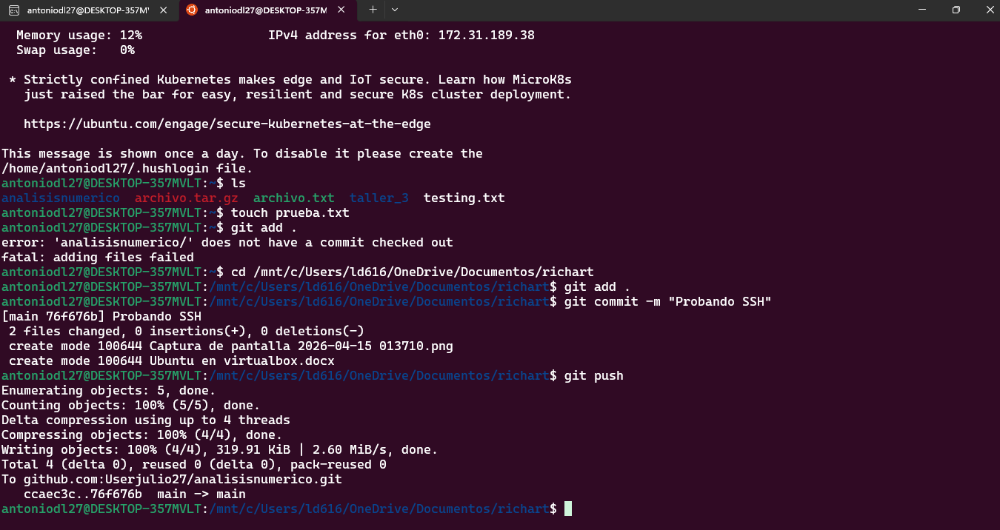 antoniodl27@DESKTOP-357M
antoniodl27@DESKTOP-357M
Memory usage: 12% IPv4 address for eth0: 172.31.189.38
Swap usage: 0%
* Strictly confined Kubernetes makes edge and IoT secure. Learn how MicroK8s
just raised the bar for easy, resilient and secure K8s cluster deployment.
https://ubuntu.com/engage/secure-kubernetes-at-the-edge
This message is shown once a day. To disable it please create the
/home/antoniodl27/.hushlogin file.
antoniodl27@DESKTOP-357MVLT:~$ ls
analisisnumerico archivo.tar.gz archivo.txt taller_3 testing.txt
antoniodl27@DESKTOP-357MVLT:~$ touch prueba.txt
antoniodl27@DESKTOP-357MVLT:~$ git add .
error: 'analisisnumerico/' does not have a commit checked out
fatal: adding files failed
antoniodl27@DESKTOP-357MVLT:~$ cd /mnt/c/Users/ld616/OneDrive/Documentos/richart
antoniodl27@DESKTOP-357MVLT:/mnt/c/Users/ld616/OneDrive/Documentos/richart$ git add .
antoniodl27@DESKTOP-357MVLT:/mnt/c/Users/ld616/OneDrive/Documentos/richart$ git commit -m "Probando SSH"
[main 76f676b] Probando SSH
2 files changed, 0 insertions(+), 0 deletions(-)
create mode 100644 Captura de pantalla 2026-04-15 013710.png
create mode 100644 Ubuntu en virtualbox.docx
antoniodl27@DESKTOP-357MVLT:/mnt/c/Users/ld616/OneDrive/Documentos/richart$ git push
Enumerating objects: 5, done.
Counting objects: 100% (5/5), done.
Delta compression using up to 4 threads
Compressing objects: 100% (4/4), done.
Writing objects: 100% (4/4), 319.91 KiB | 2.60 MiB/s, done.
Total 4 (delta 0), reused 0 (delta 0), pack-reused 0
To github.com:Userjulio27/analisisnumerico.git
ccaec3c..76f676b main -> main
antoniodl27@DESKTOP-357MVLT:/mnt/c/Users/ld616/OneDrive/Documentos/richart$